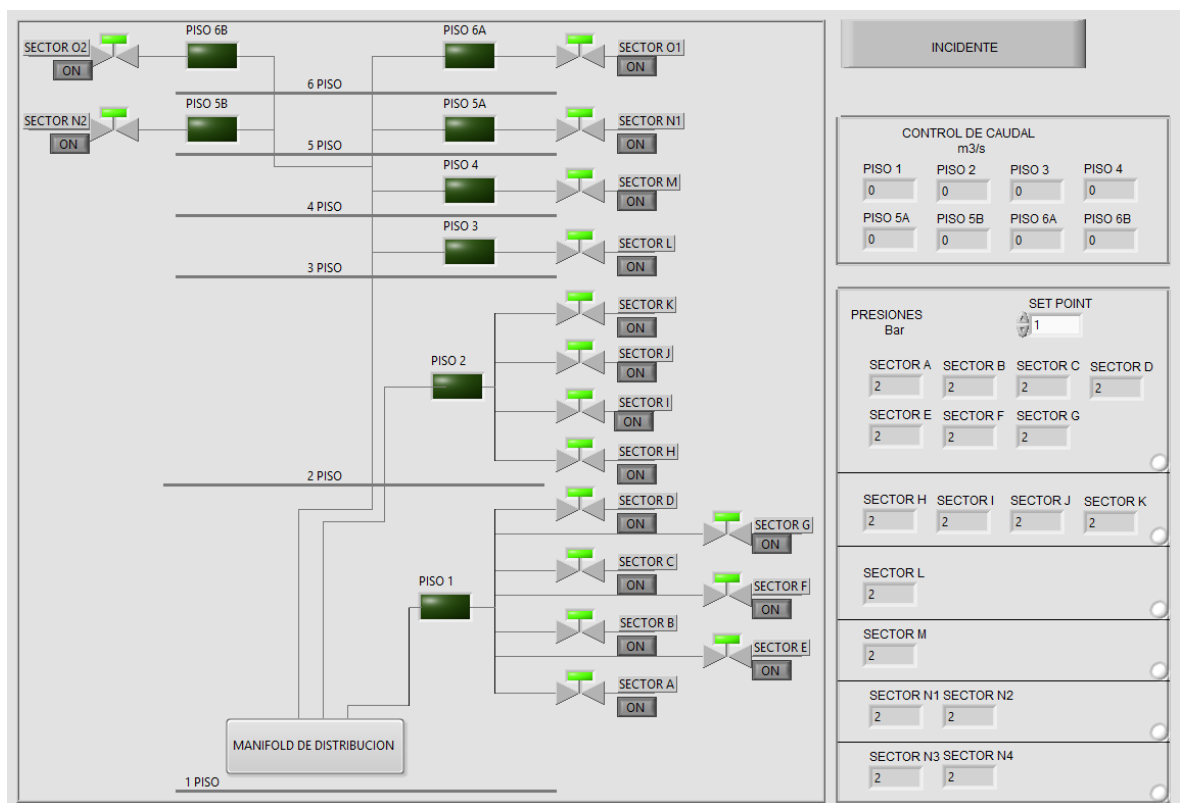 PISO 6B
PISO 6A
SECTOR O2
ON
SECTOR O1
ON
6 PISO
PISO 5B
PISO 5A
SECTOR N2
ON
SECTOR N1
ON
5 PISO
PISO 4
SECTOR M
ON
4 PISO
PISO 3
SECTOR L
ON
3 PISO
SECTOR K
ON
PISO 2
SECTOR J
ON
SECTOR I
ON
SECTOR H
ON
2 PISO
SECTOR D
ON
SECTOR G
ON
SECTOR C
ON
PISO 1
SECTOR F
ON
SECTOR B
ON
SECTOR E
ON
SECTOR A
ON
MANIFOLD DE DISTRIBUCION
1 PISO
INCIDENTE
CONTROL DE CAUDAL
m3/s
PISO 1 PISO 2 PISO 3 PISO 4
0 0 0 0
PISO 5A PISO 5B PISO 6A PISO 6B
0 0 0 0
PRESIONES
Bar
SET POINT
1
SECTOR A SECTOR B SECTOR C SECTOR D
2 2 2 2
SECTOR E SECTOR F SECTOR G
2 2 2
SECTOR H SECTOR I SECTOR J SECTOR K
2 2 2 2
SECTOR L
2
SECTOR M
2
SECTOR N1 SECTOR N2
2 2
SECTOR N3 SECTOR N4
2 2